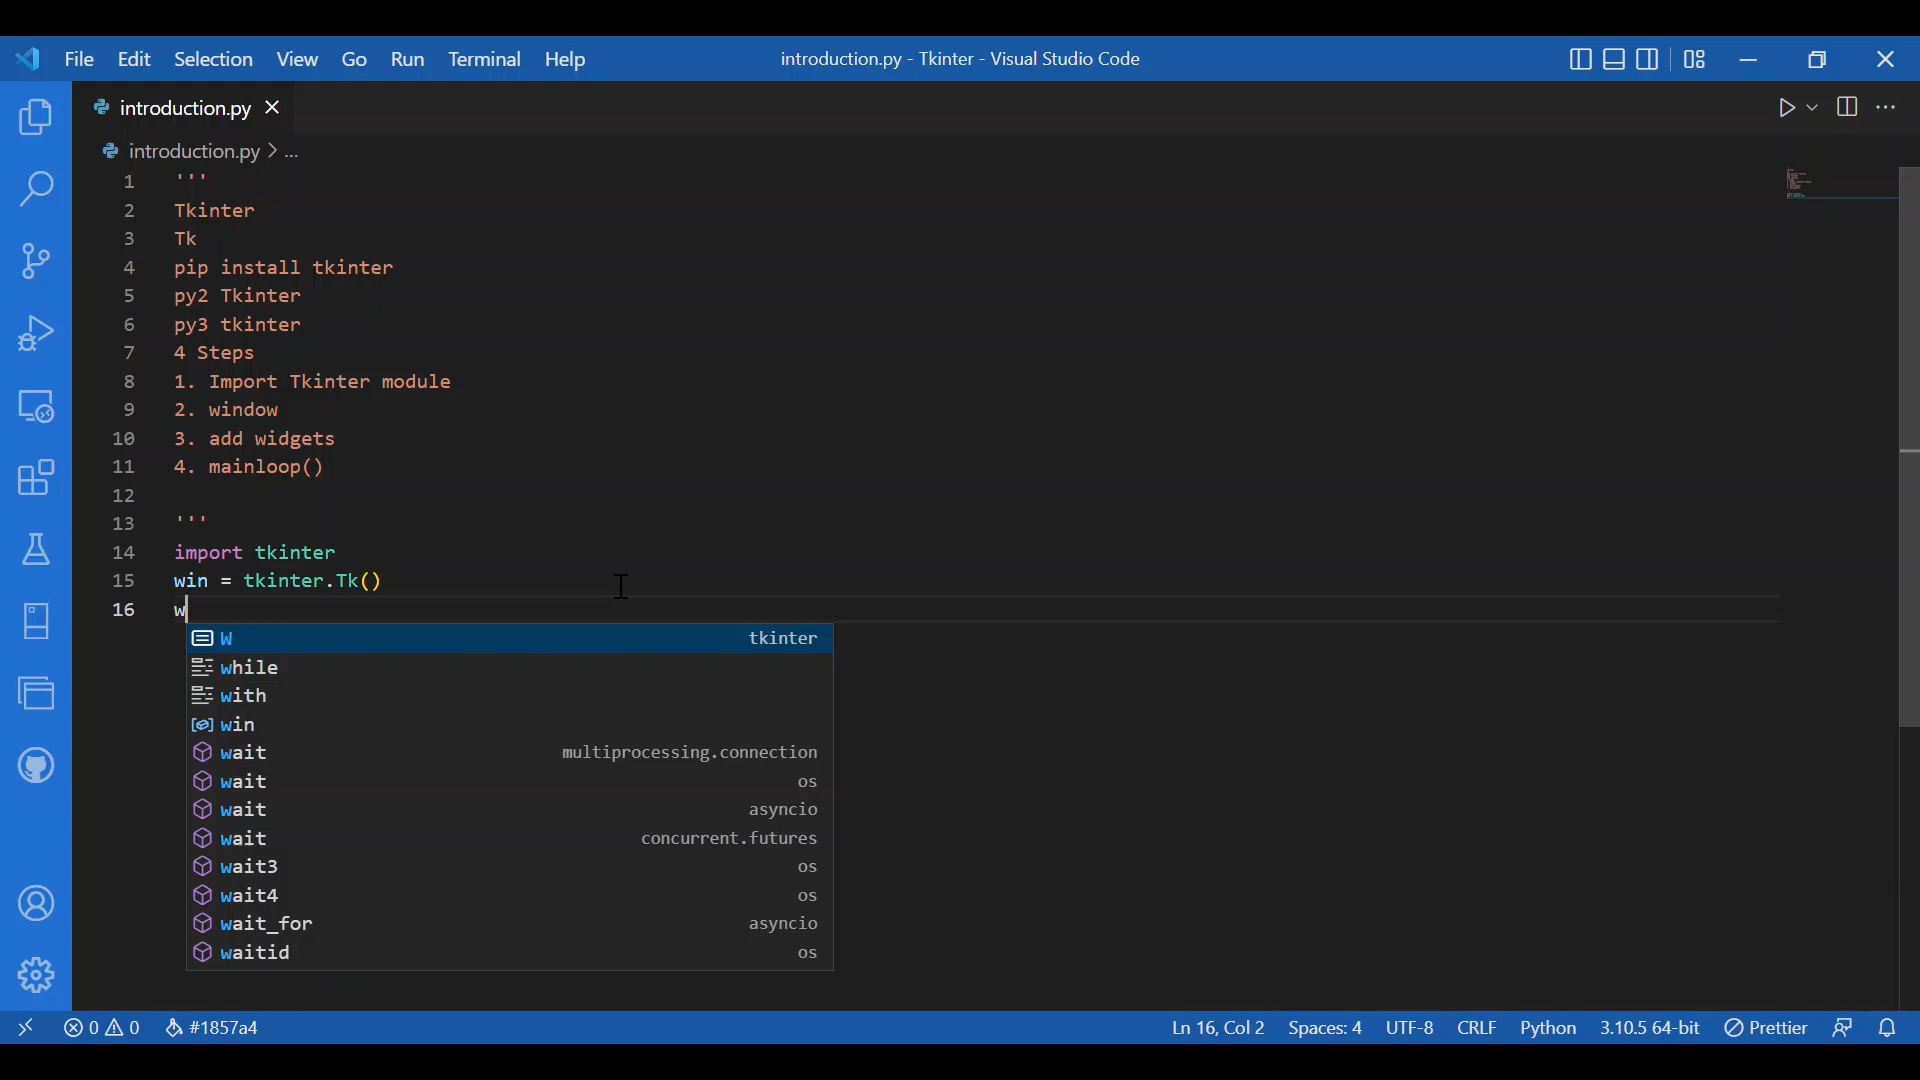 File Edit Selection View Go Run Terminal Help introduction.py - Tkinter - Visual Studio Code
introduction.py
introduction.py > ...
1 '''
2 Tkinter
3 Tk
4 pip install tkinter
5 py2 Tkinter
6 py3 tkinter
7 4 Steps
8 1. Import Tkinter module
9 2. window
10 3. add widgets
11 4. mainloop()
12
13 '''
14 import tkinter
15 win = tkinter.Tk()
16 w
W tkinter
while
with
win
wait multiprocessing.connection
wait os
wait asyncio
wait concurrent.futures
wait3 os
wait4 os
wait_for asyncio
waitid os
0 0 #1857a4 Ln 16, Col 2 Spaces: 4 UTF-8 CRLF Python 3.10.5 64-bit Prettier